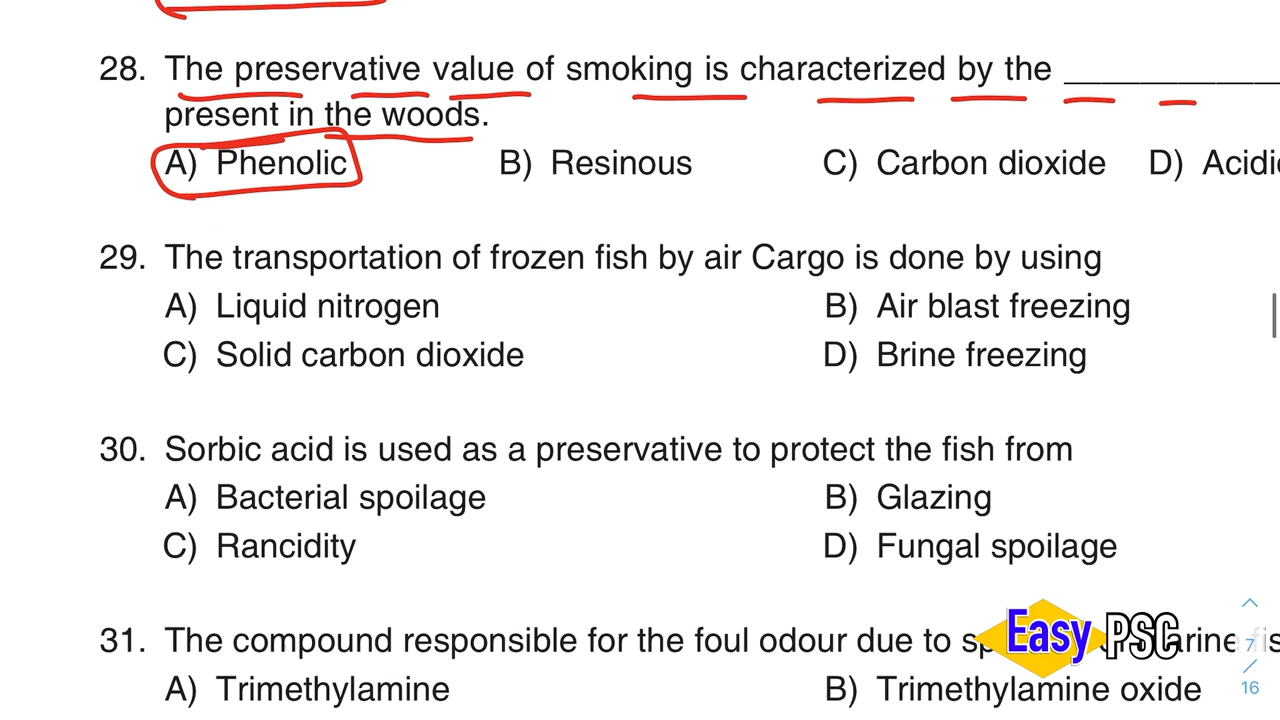 28. The preservative value of smoking is characterized by the ____________
present in the woods.
A) Phenolic B) Resinous C) Carbon dioxide D)
29. The transportation of frozen fish by air Cargo is done by using
A) Liquid nitrogen B) Air blast freezing
C) Solid carbon dioxide D) Brine freezing
30. Sorbic acid is used as a preservative to protect the fish from
A) Bacterial spoilage B) Glazing
C) Rancidity D) Fungal spoilage
31. The compound responsible for the foul odour due to
A) Trimethylamine B) Trimethylamine oxide
Easy PSC
7
/
16